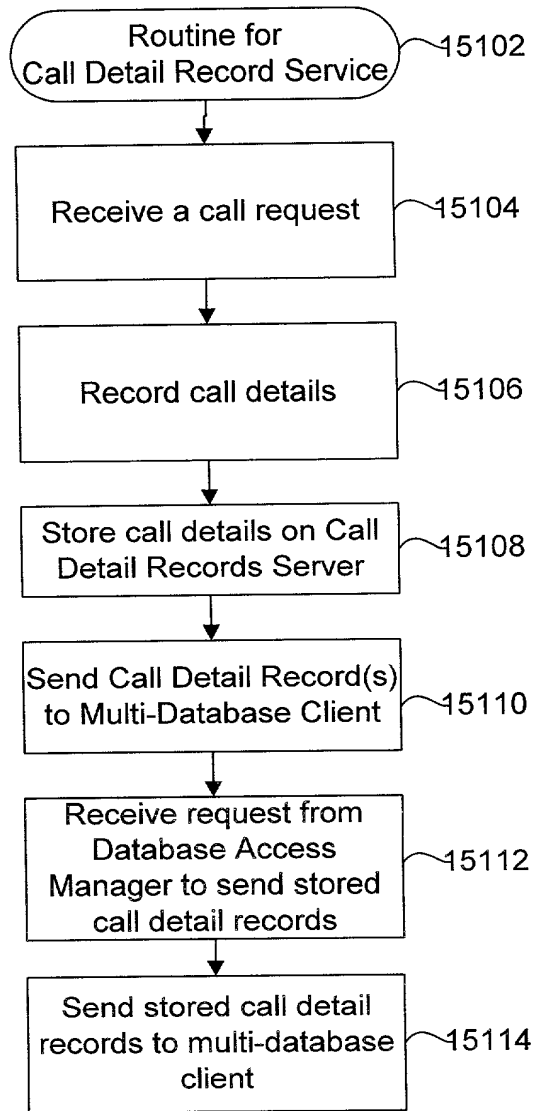 Routine for
Call Detail Record Service
15102
Receive a call request
15104
Record call details
15106
Store call details on Call
Detail Records Server
15108
Send Call Detail Record(s)
to Multi-Database Client
15110
Receive request from
Database Access
Manager to send stored
call detail records
15112
Send stored call detail
records to multi-database
client
15114